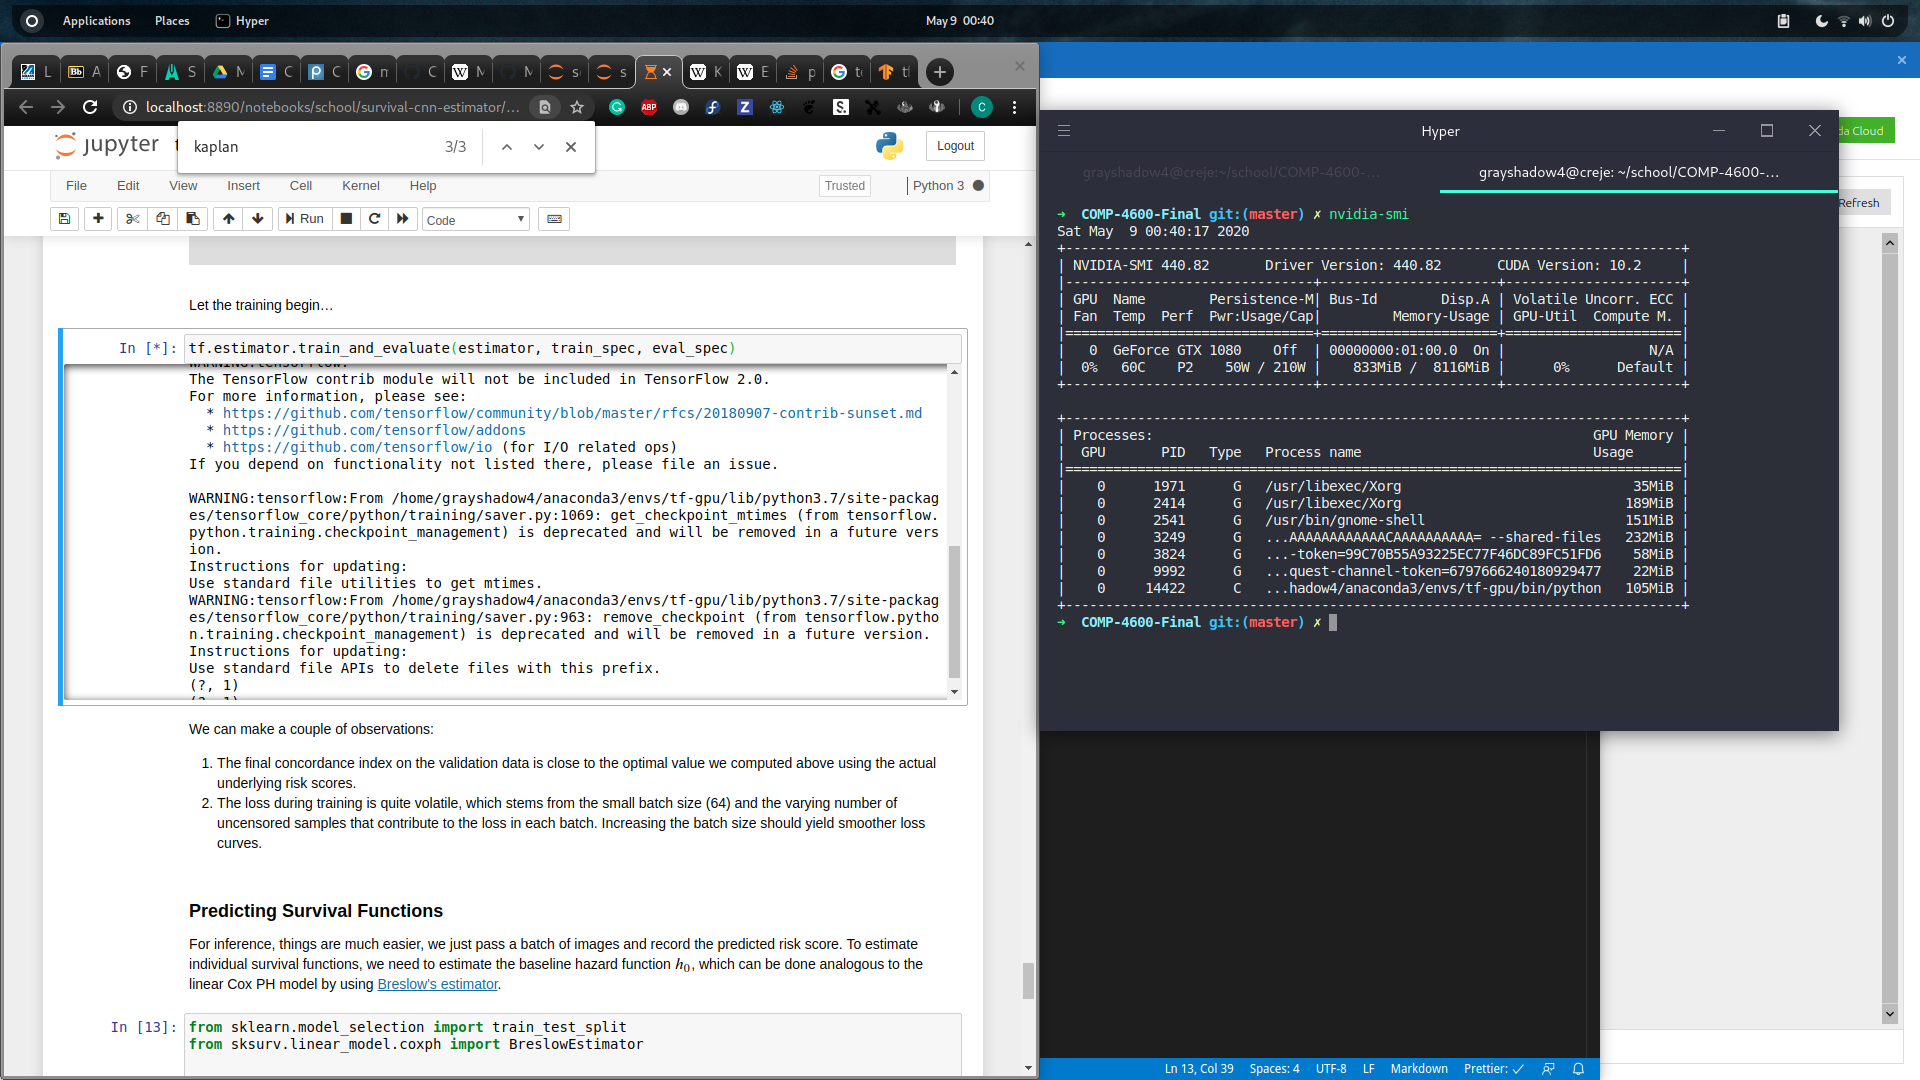 Applications Places Hyper May 9 00:40
L A F S M C C m C M s s K E p t tl
localhost:8890/notebooks/school/survival-cnn-estimator/...
kaplan 3/3
jupyter
Logout
File Edit View Insert Cell Kernel Help Trusted Python 3
Run Code
Let the training begin…
In [*]: tf.estimator.train_and_evaluate(estimator, train_spec, eval_spec)
WARNING:tensorflow:
The TensorFlow contrib module will not be included in TensorFlow 2.0.
For more information, please see:
* https://github.com/tensorflow/community/blob/master/rfcs/20180907-contrib-sunset.md
* https://github.com/tensorflow/addons
* https://github.com/tensorflow/io (for I/O related ops)
If you depend on functionality not listed there, please file an issue.
WARNING:tensorflow:From /home/grayshadow4/anaconda3/envs/tf-gpu/lib/python3.7/site-packag
es/tensorflow_core/python/training/saver.py:1069: get_checkpoint_mtimes (from tensorflow.
python.training.checkpoint_management) is deprecated and will be removed in a future vers
ion.
Instructions for updating:
Use standard file utilities to get mtimes.
WARNING:tensorflow:From /home/grayshadow4/anaconda3/envs/tf-gpu/lib/python3.7/site-packag
es/tensorflow_core/python/training/saver.py:963: remove_checkpoint (from tensorflow.pytho
n.training.checkpoint_management) is deprecated and will be removed in a future version.
Instructions for updating:
Use standard file APIs to delete files with this prefix.
(?, 1)
(?, 1)
We can make a couple of observations:
1. The final concordance index on the validation data is close to the optimal value we computed above using the actual
underlying risk scores.
2. The loss during training is quite volatile, which stems from the small batch size (64) and the varying number of
uncensored samples that contribute to the loss in each batch. Increasing the batch size should yield smoother loss
curves.
Predicting Survival Functions
For inference, things are much easier, we just pass a batch of images and record the predicted risk score. To estimate
individual survival functions, we need to estimate the baseline hazard function h0, which can be done analogous to the
linear Cox PH model by using Breslow's estimator.
In [13]: from sklearn.model_selection import train_test_split
from sksurv.linear_model.coxph import BreslowEstimator
Hyper
grayshadow4@creje:~/school/COMP-4600-... grayshadow4@creje: ~/school/COMP-4600-...
➜ COMP-4600-Final git:(master) ✗ nvidia-smi
Sat May  9 00:40:17 2020
+-----------------------------------------------------------------------------+
| NVIDIA-SMI 440.82       Driver Version: 440.82       CUDA Version: 10.2     |
|-------------------------------+----------------------+----------------------+
| GPU  Name        Persistence-M| Bus-Id        Disp.A | Volatile Uncorr. ECC |
| Fan  Temp  Perf  Pwr:Usage/Cap|         Memory-Usage | GPU-Util  Compute M. |
|===============================+======================+======================|
|   0  GeForce GTX 1080    Off  | 00000000:01:00.0  On |                  N/A |
|  0%   60C    P2    50W / 210W |    833MiB /  8116MiB |      0%      Default |
+-------------------------------+----------------------+----------------------+
+-----------------------------------------------------------------------------+
| Processes:                                                       GPU Memory |
|  GPU       PID   Type   Process name                             Usage      |
|=============================================================================|
|    0      1971      G   /usr/libexec/Xorg                             35MiB |
|    0      2414      G   /usr/libexec/Xorg                            189MiB |
|    0      2541      G   /usr/bin/gnome-shell                         151MiB |
|    0      3249      G   ...AAAAAAAAAAAACAAAAAAAAAA= --shared-files   232MiB |
|    0      3824      G   ...-token=99C70B55A93225EC77F46DC89FC51FD6    58MiB |
|    0      9992      G   ...quest-channel-token=6797666240180929477    22MiB |
|    0     14422      C   ...hadow4/anaconda3/envs/tf-gpu/bin/python   105MiB |
+-----------------------------------------------------------------------------+
➜ COMP-4600-Final git:(master) ✗
da Cloud
Refresh
Ln 13, Col 39 Spaces: 4 UTF-8 LF Markdown Prettier: ✓